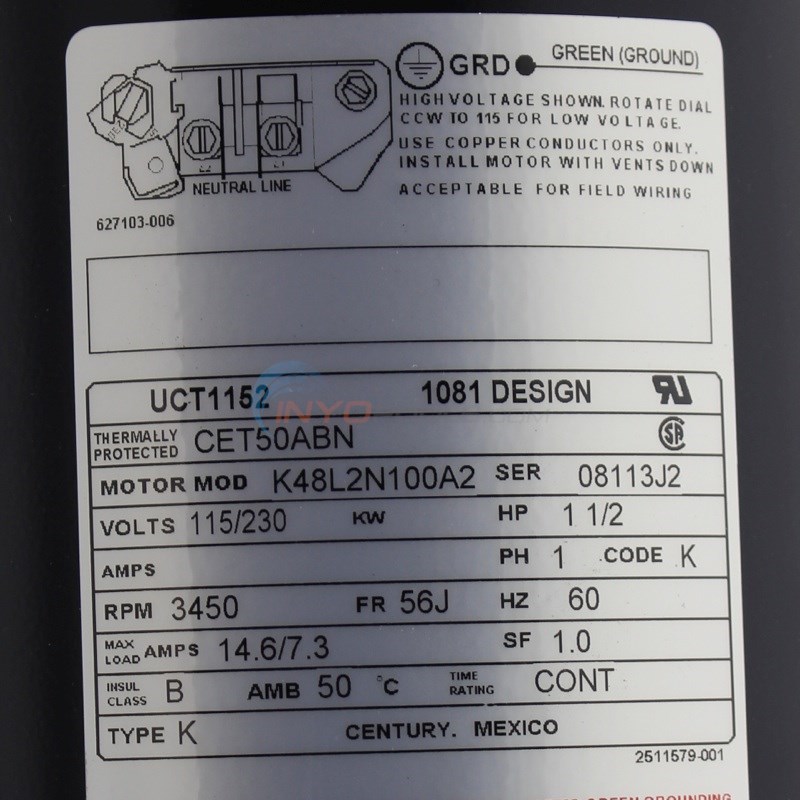 GRD GREEN (GROUND)
HIGH VOLTAGE SHOWN. ROTATE DIAL
CCW TO 115 FOR LOW VOLTAGE.
USE COPPER CONDUCTORS ONLY.
INSTALL MOTOR WITH VENTS DOWN
ACCEPTABLE FOR FIELD WIRING
L2 L1
NEUTRAL LINE
627103-006
UCT1152 1081 DESIGN
THERMALLY PROTECTED CET50ABN
MOTOR MOD K48L2N100A2 SER 08113J2
VOLTS 115/230 KW HP 1 1/2
AMPS PH 1 CODE K
RPM 3450 FR 56J HZ 60
MAX LOAD AMPS 14.6/7.3 SF 1.0
INSUL CLASS B AMB 50 °C TIME RATING CONT
TYPE K CENTURY. MEXICO
2511579-001
GREEN GROUNDING